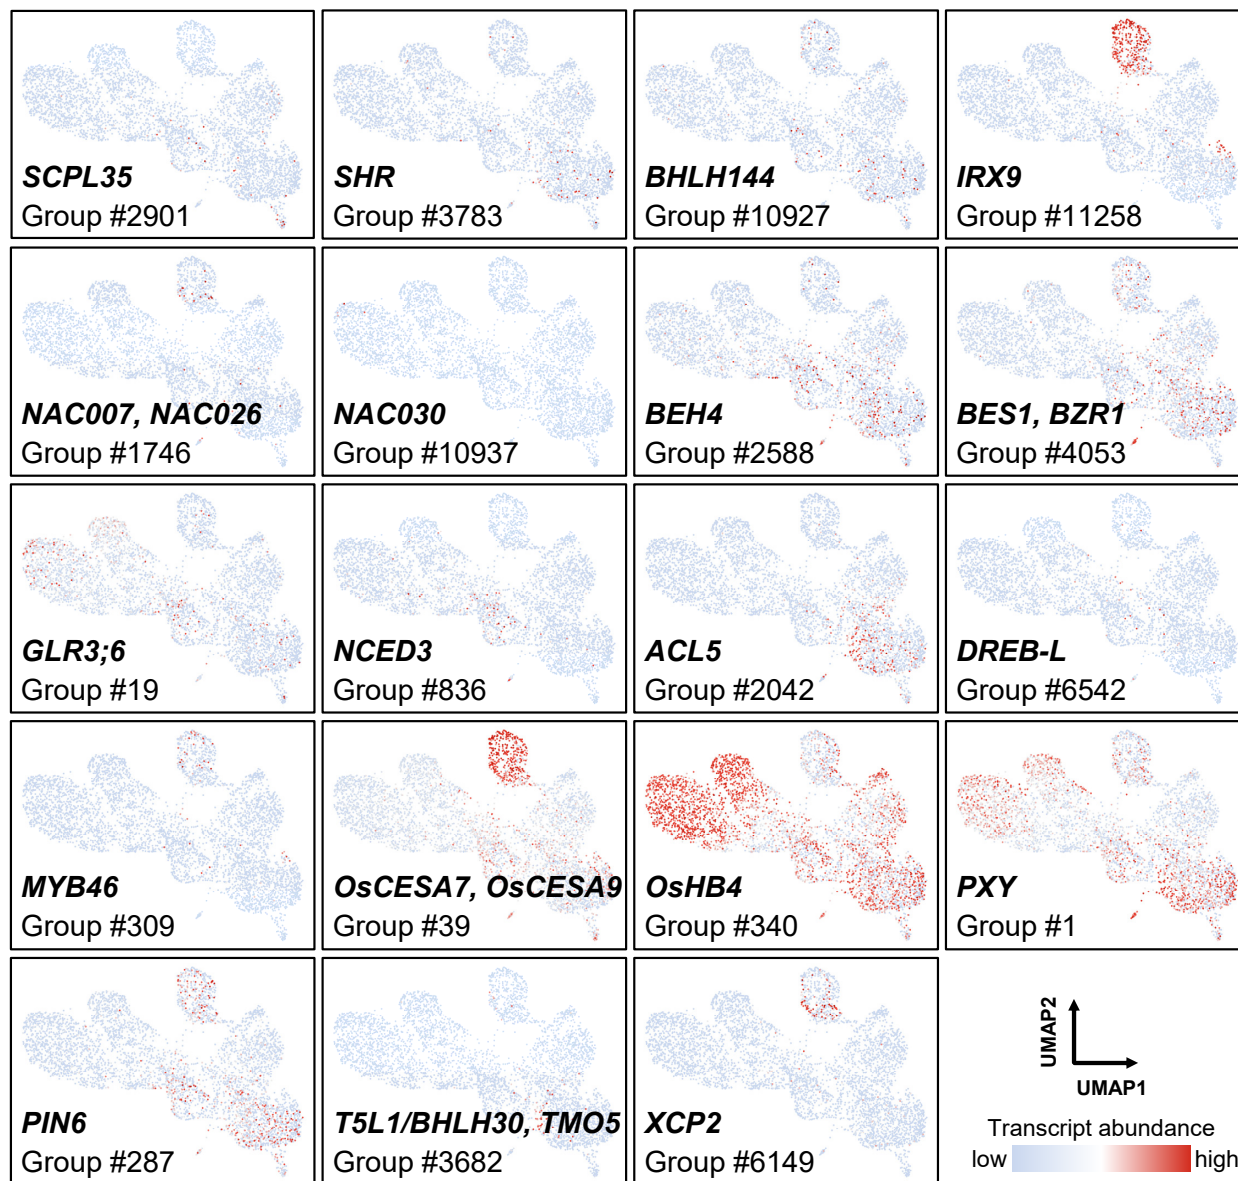 SCPL35
Group #2901
SHR
Group #3783
BHLH144
Group #10927
IRX9
Group #11258
NAC007, NAC026
Group #1746
NAC030
Group #10937
BEH4
Group #2588
BES1, BZR1
Group #4053
GLR3;6
Group #19
NCED3
Group #836
ACL5
Group #2042
DREB-L
Group #6542
MYB46
Group #309
OsCESA7, OsCESA9
Group #39
OsHB4
Group #340
PXY
Group #1
PIN6
Group #287
T5L1/BHLH30, TMO5
Group #3682
XCP2
Group #6149
UMAP2
UMAP1
Transcript abundance
low high